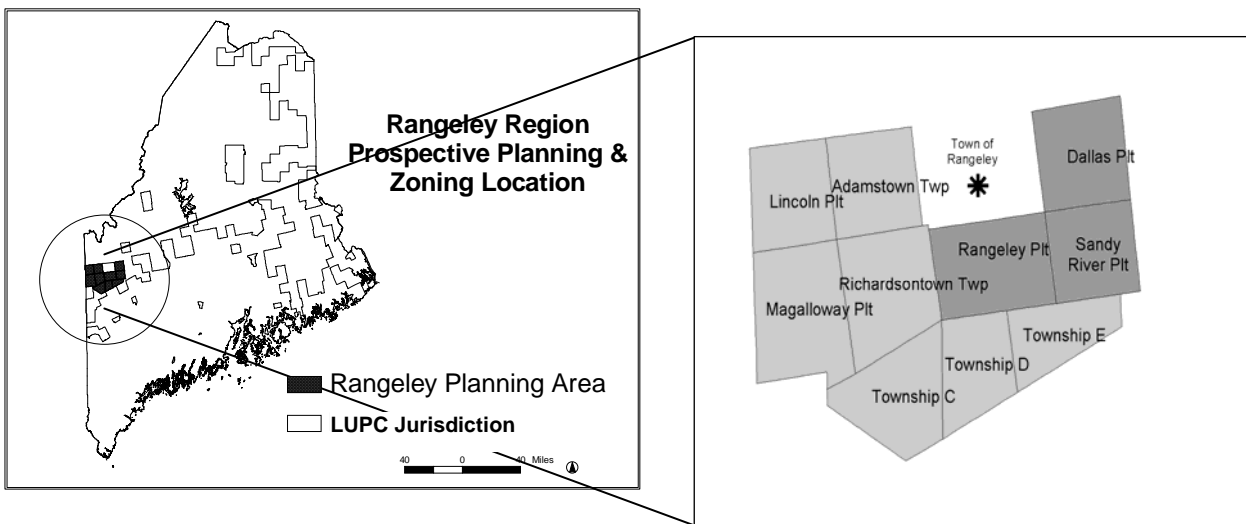 Rangeley Region
Prospective Planning &
Zoning Location
Rangeley Planning Area
LUPC Jurisdiction
40 0 40 Miles
Town of
Rangeley
Dallas Plt
Adamstown Twp
Lincoln Plt
Rangeley Plt
Sandy
River Plt
Richardsontown Twp
Magalloway Plt
Township E
Township D
Township C